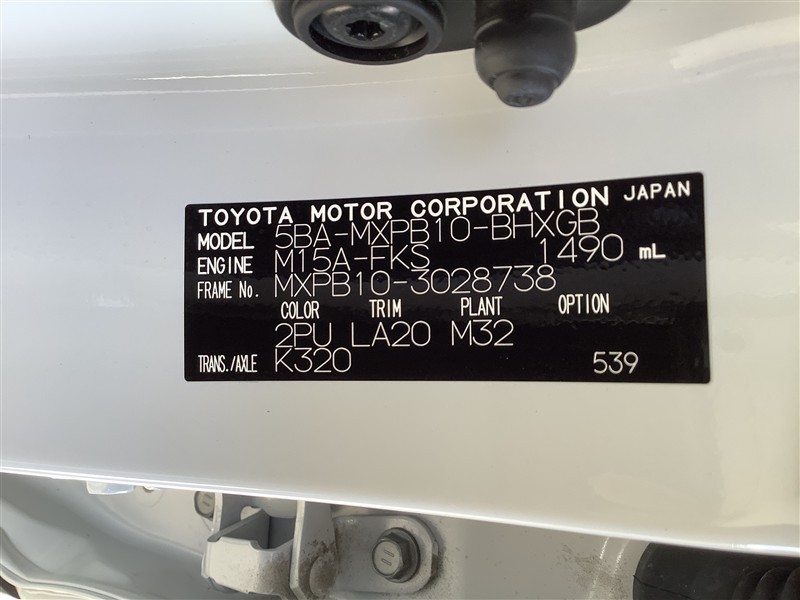 TOYOTA MOTOR CORPORATION JAPAN
MODEL 5BA-MXPB10-BHXGB
ENGINE M15A-FKS 1490 mL
FRAME No. MXPB10-3028738
COLOR TRIM PLANT OPTION
2PU LA20 M32
TRANS./AXLE K320 539